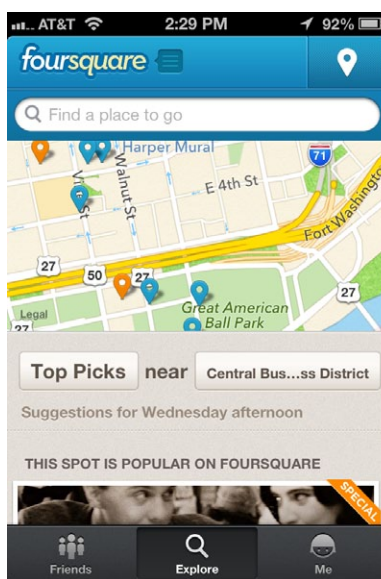 AT&T 2:29 PM 92%
foursquare
Find a place to go
Harper Mural
71
Walnut St
E 4th St
Fort Washington
27
50
27
27
Great American
Ball Park
Legal
27
Top Picks near Central Bus...ss District
Suggestions for Wednesday afternoon
THIS SPOT IS POPULAR ON FOURSQUARE
SPECIAL
Friends Explore Me